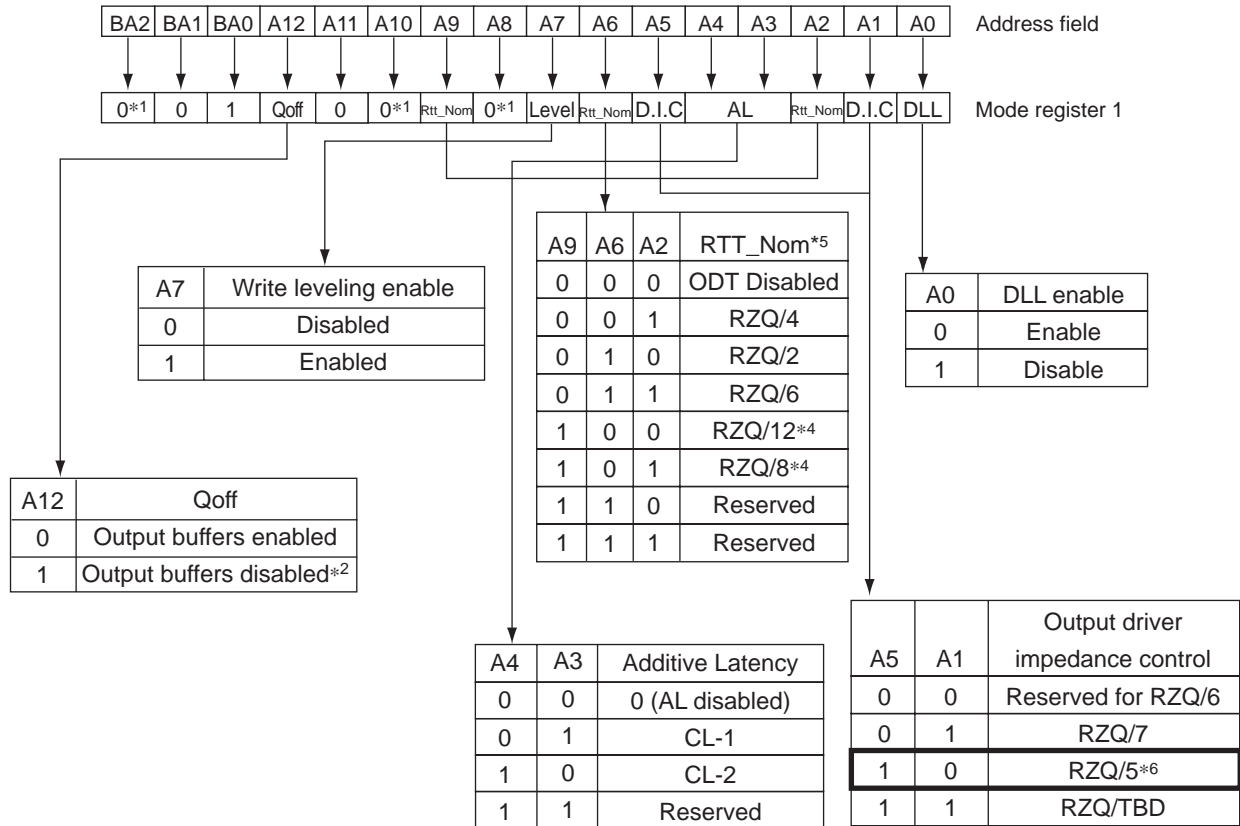 BA2 BA1 BA0 A12 A11 A10 A9 A8 A7 A6 A5 A4 A3 A2 A1 A0 Address field
0*1 0 1 Qoff 0 0*1 Rtt_Nom 0*1 Level Rtt_Nom D.I.C AL Rtt_Nom D.I.C DLL Mode register 1
A9 A6 A2 RTT_Nom*5
0 0 0 ODT Disabled
0 0 1 RZQ/4
0 1 0 RZQ/2
0 1 1 RZQ/6
1 0 0 RZQ/12*4
1 0 1 RZQ/8*4
1 1 0 Reserved
1 1 1 Reserved
A7 Write leveling enable
0 Disabled
1 Enabled
A0 DLL enable
0 Enable
1 Disable
A12 Qoff
0 Output buffers enabled
1 Output buffers disabled*2
A4 A3 Additive Latency
0 0 0 (AL disabled)
0 1 CL-1
1 0 CL-2
1 1 Reserved
Output driver
A5 A1 impedance control
0 0 Reserved for RZQ/6
0 1 RZQ/7
1 0 RZQ/5*6
1 1 RZQ/TBD